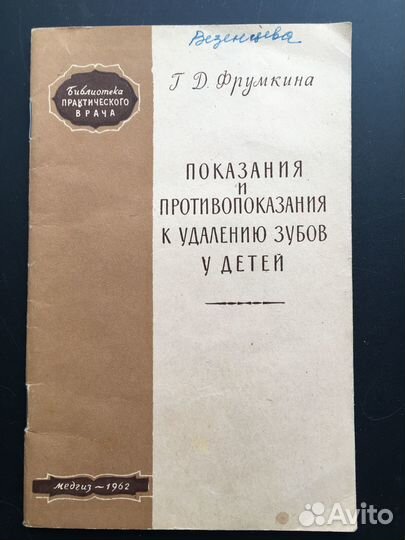 Везенцева
Г. Д. Фрумкина
Библиотека
ПРАКТИЧЕСКОГО
ВРАЧА
ПОКАЗАНИЯ
И
ПРОТИВОПОКАЗАНИЯ
К УДАЛЕНИЮ ЗУБОВ
У ДЕТЕЙ
МЕДГИЗ ~ 1962
Avito